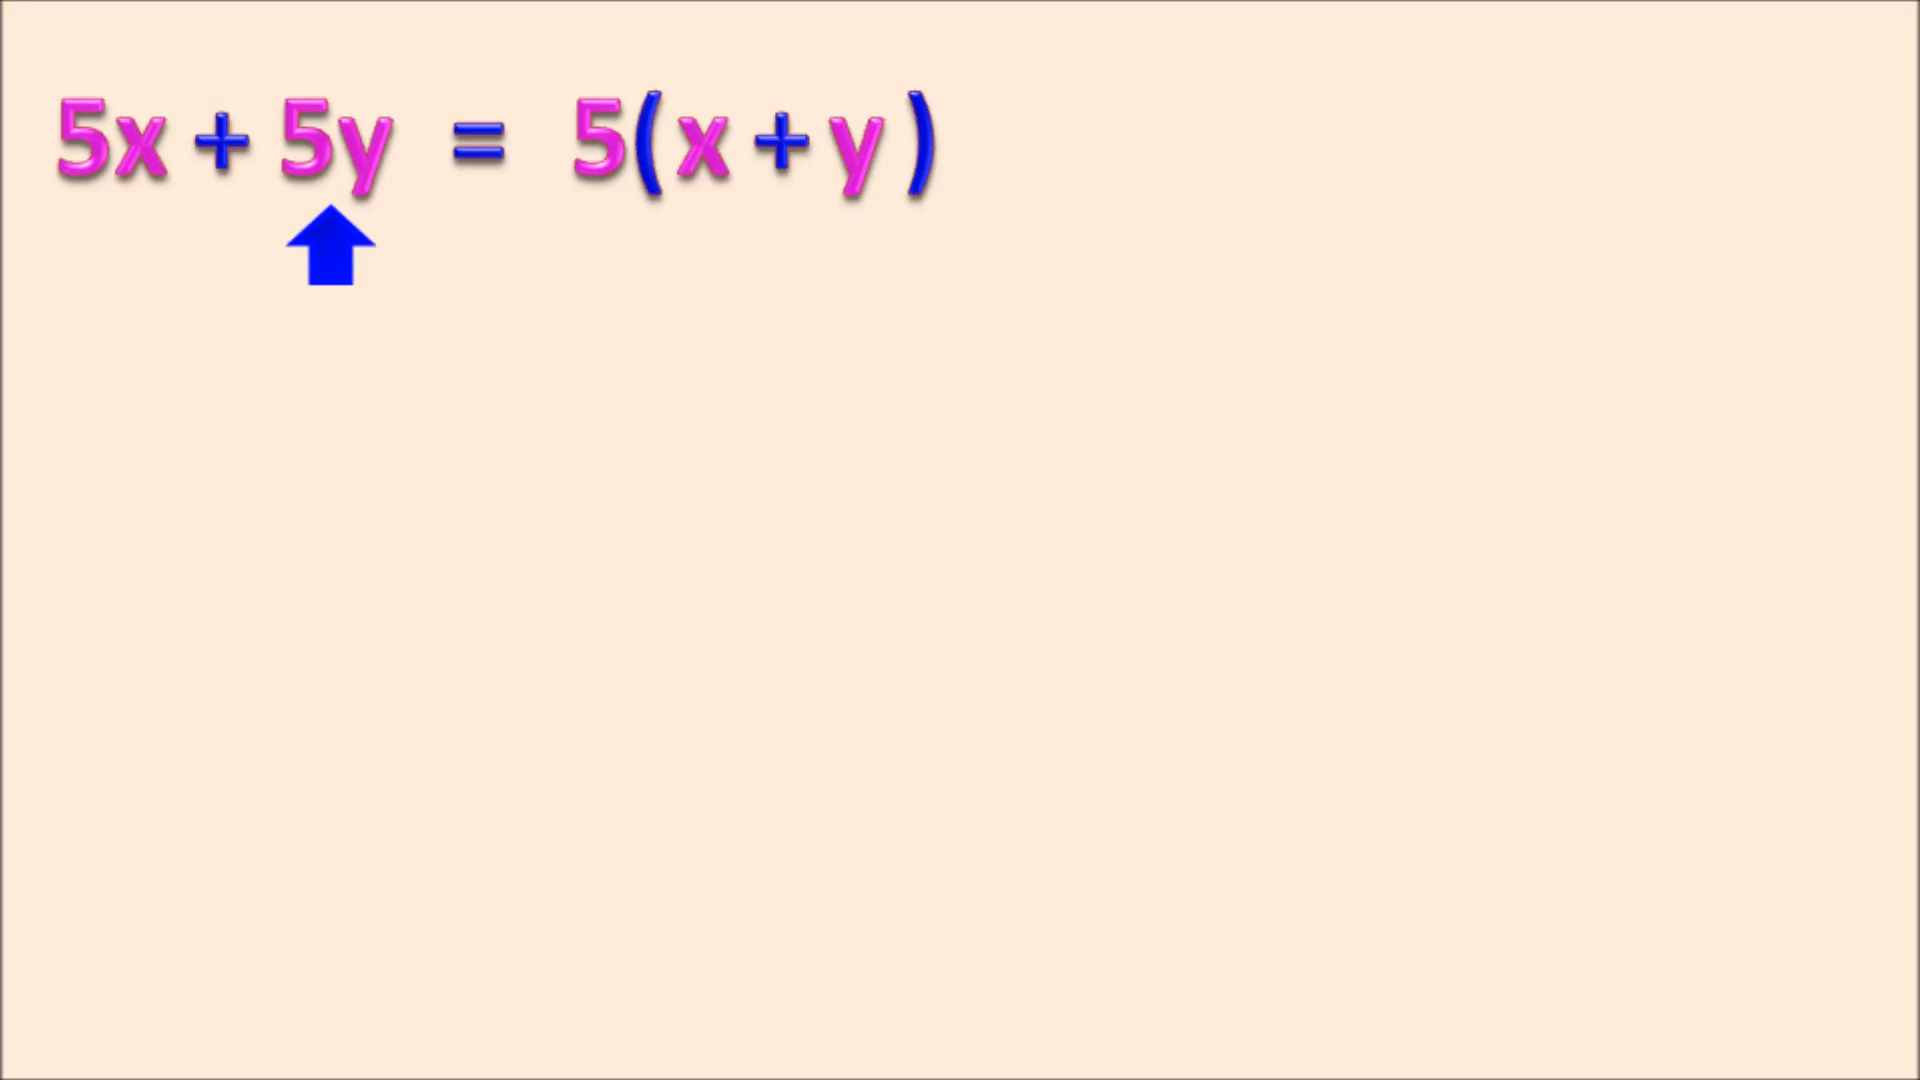 5x + 5y = 5( x + y )